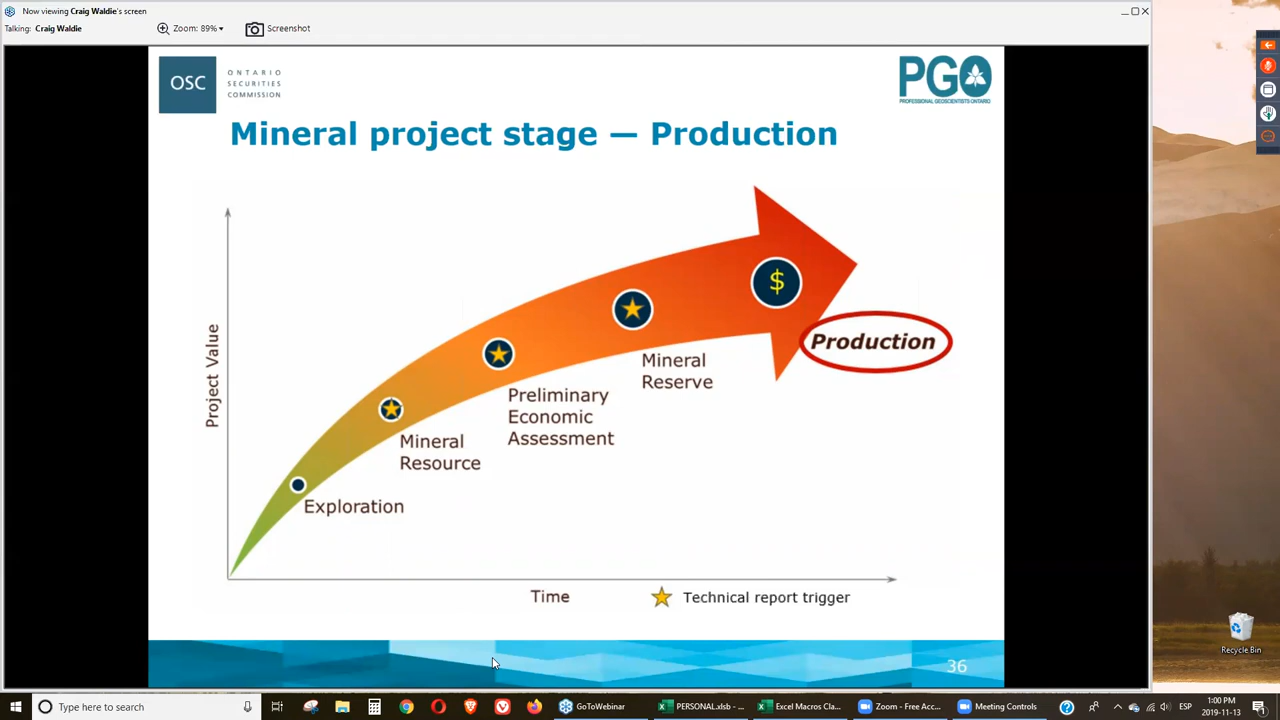 Now viewing Craig Waldie's screen
Talking: Craig Waldie
Zoom: 89%
Screenshot
OSC
ONTARIO
SECURITIES
COMMISSION
PGO
PROFESSIONAL GEOSCIENTISTS ONTARIO
Mineral project stage — Production
$
Production
Mineral
Reserve
Preliminary
Economic
Assessment
Mineral
Resource
Exploration
Project Value
Time
Technical report trigger
36
Recycle Bin
Type here to search
GoToWebinar
PERSONAL.xlsb - ...
Excel Macros Cla...
Zoom - Free Acc...
Meeting Controls
ESP
1:00 PM
2019-11-13